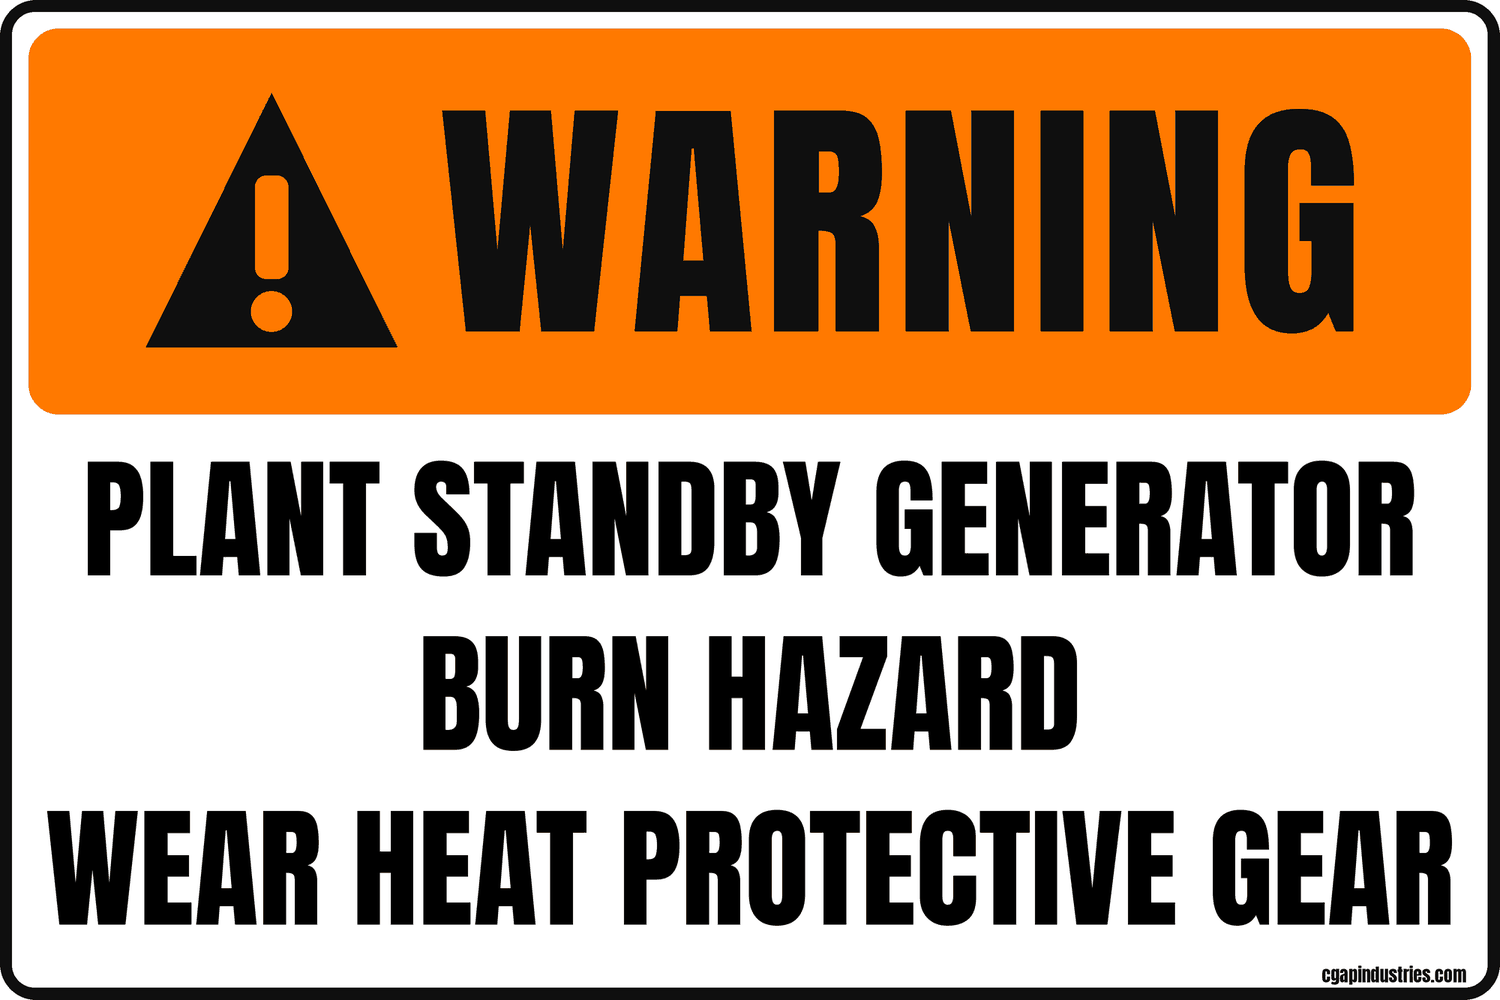 WARNING
PLANT STANDBY GENERATOR
BURN HAZARD
WEAR HEAT PROTECTIVE GEAR
cgapindustries.com